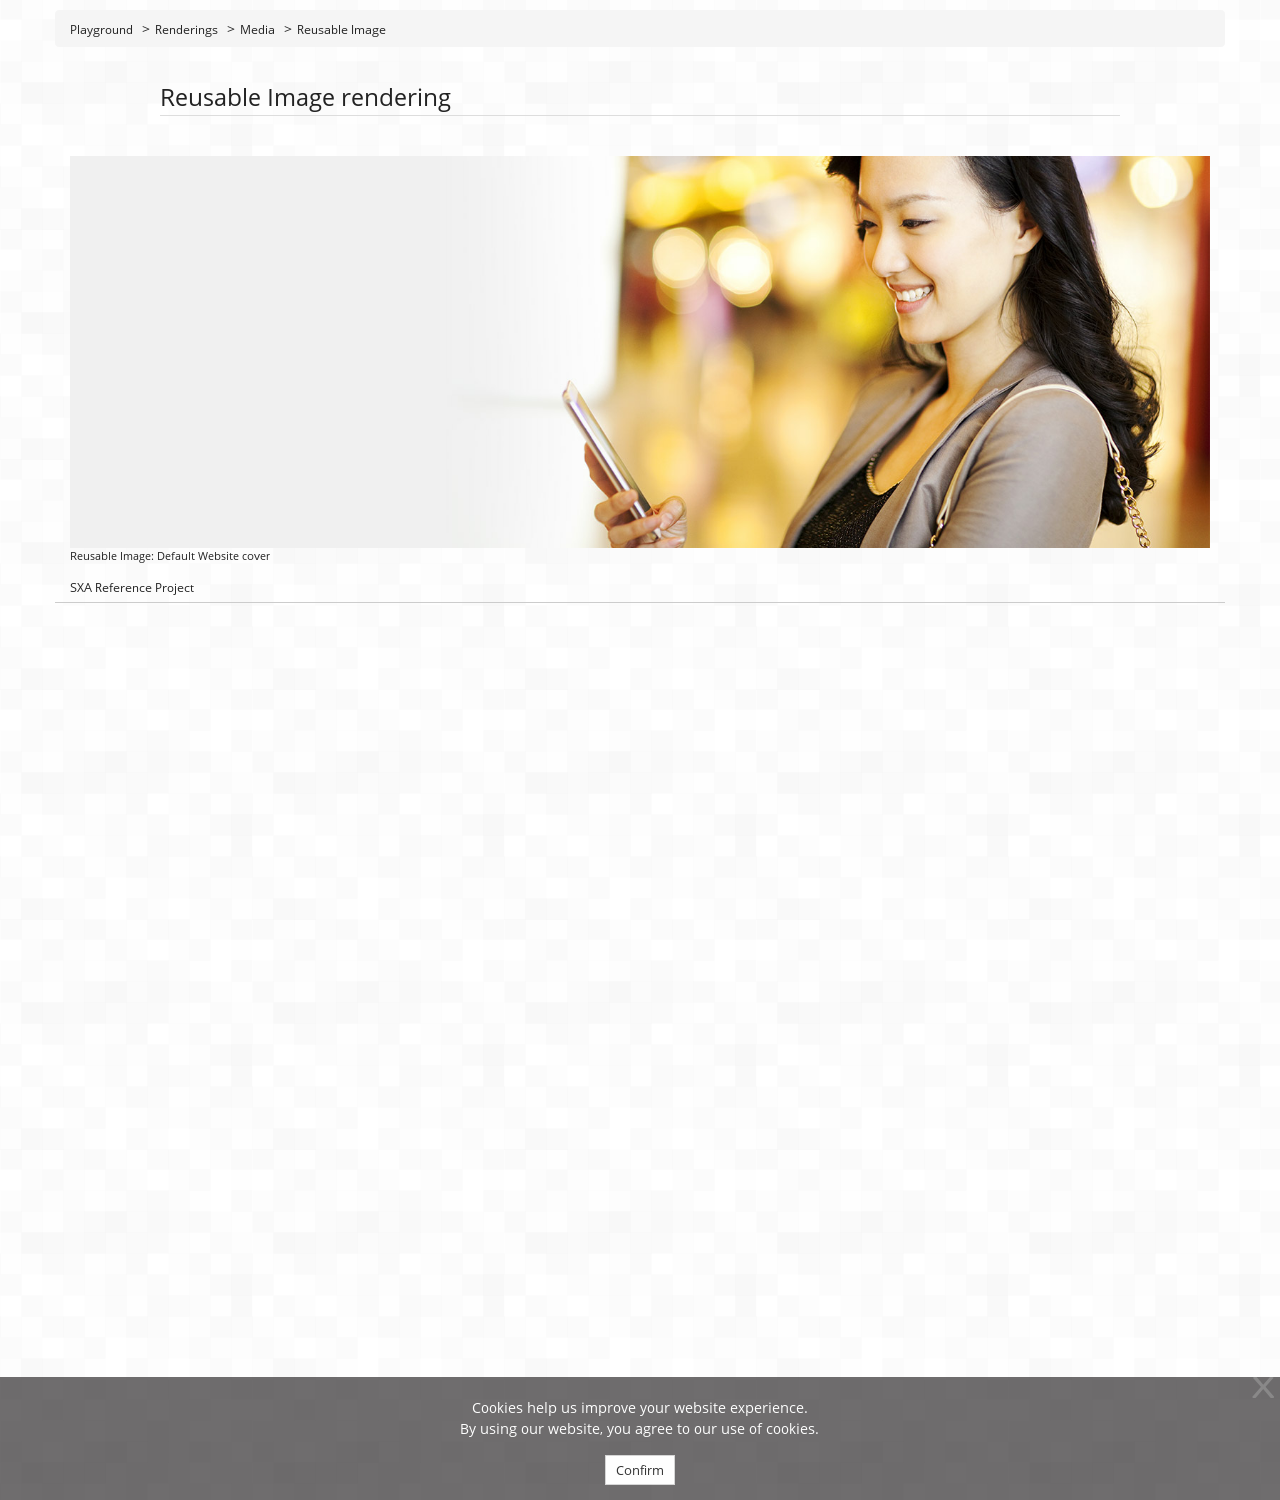 Playground > Renderings > Media > Reusable Image
Reusable Image rendering
Reusable Image: Default Website cover
SXA Reference Project
Cookies help us improve your website experience.
By using our website, you agree to our use of cookies.
Confirm